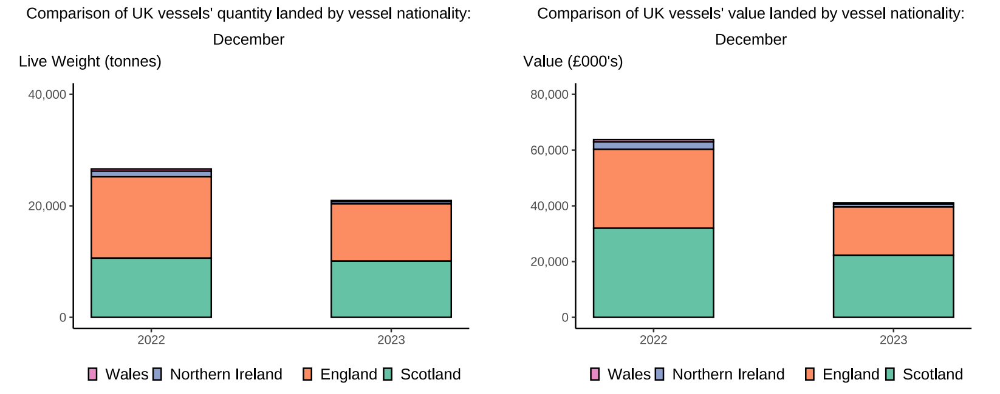 Comparison of UK vessels' quantity landed by vessel nationality:
December
Live Weight (tonnes)
40,000
20,000
0
2022 2023
Wales Northern Ireland England Scotland
Comparison of UK vessels' value landed by vessel nationality:
December
Value (£000's)
80,000
60,000
40,000
20,000
0
2022 2023
Wales Northern Ireland England Scotland